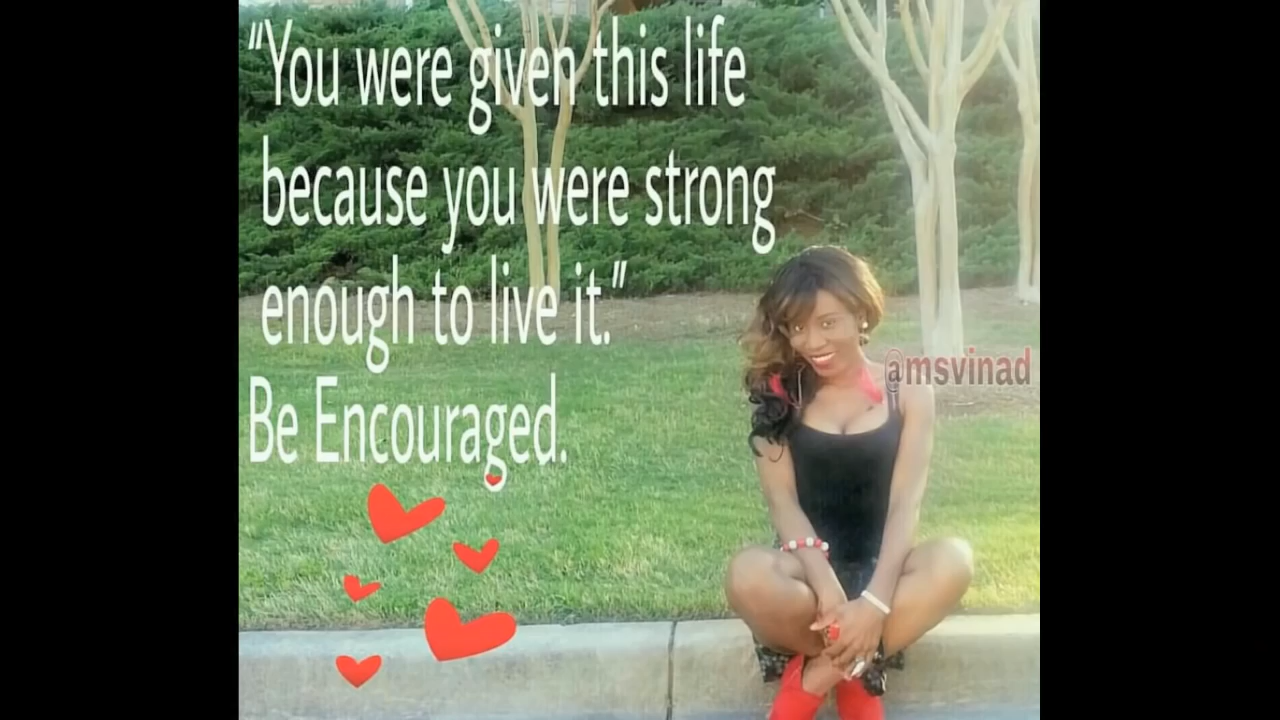 “You were given this life
because you were strong
enough to live it.”
Be Encouraged.
@msvinad